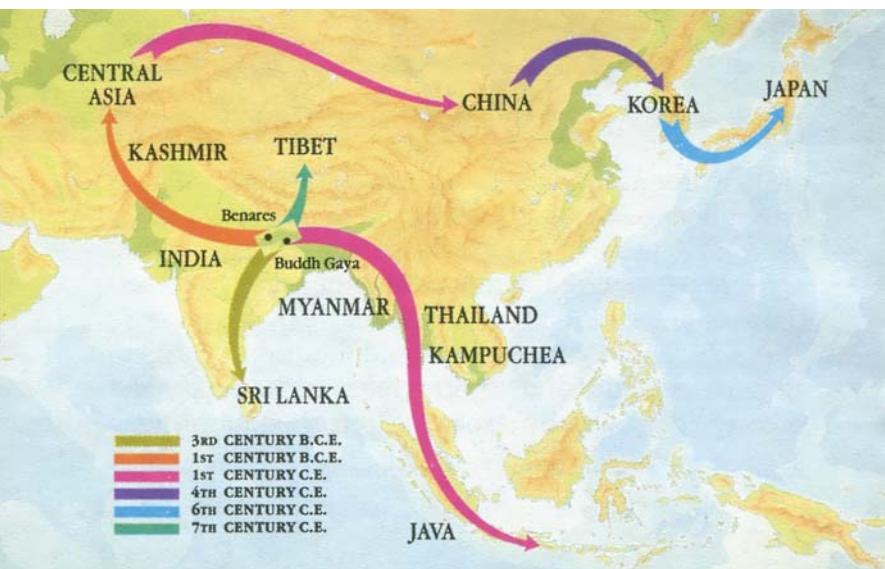 CENTRAL
ASIA
CHINA
KOREA
JAPAN
KASHMIR
TIBET
Benares
INDIA
Buddh Gaya
MYANMAR
THAILAND
KAMPUCHEA
SRI LANKA
3RD CENTURY B.C.E.
1ST CENTURY B.C.E.
1ST CENTURY C.E.
4TH CENTURY C.E.
6TH CENTURY C.E.
7TH CENTURY C.E.
JAVA